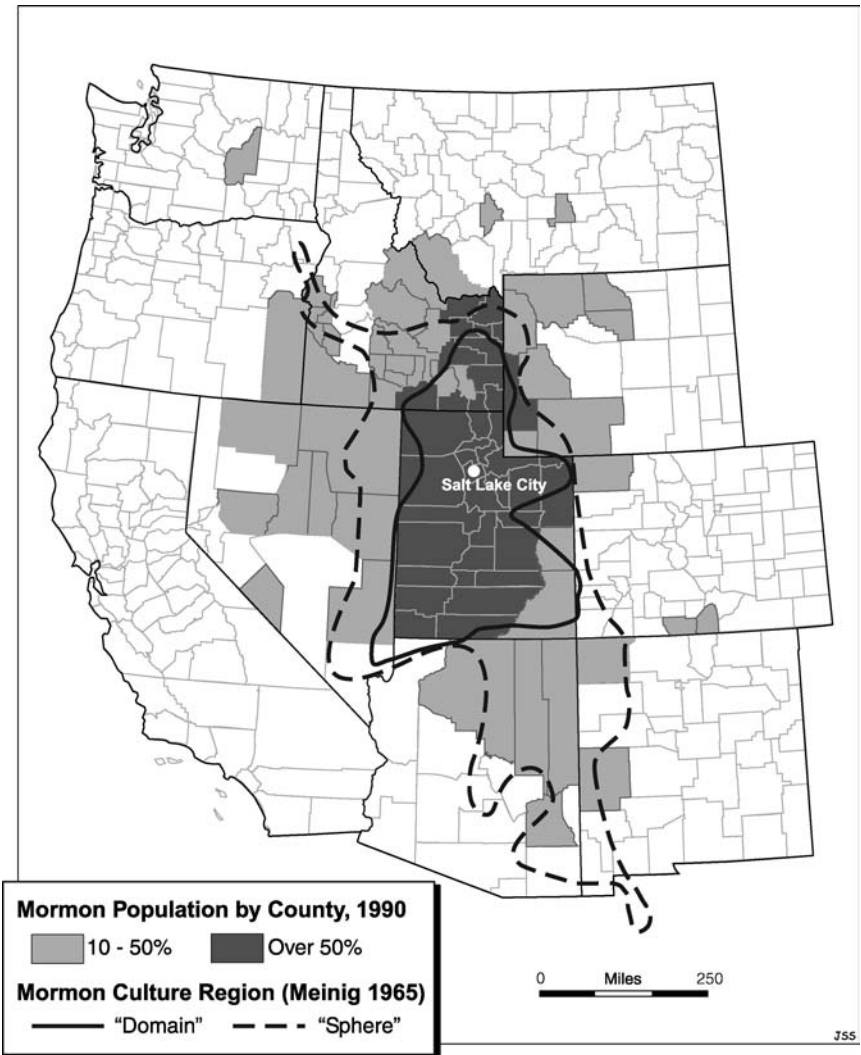 Salt Lake City
Mormon Population by County, 1990
10 - 50% Over 50%
Mormon Culture Region (Meinig 1965)
“Domain” “Sphere”
0 Miles 250
JSS